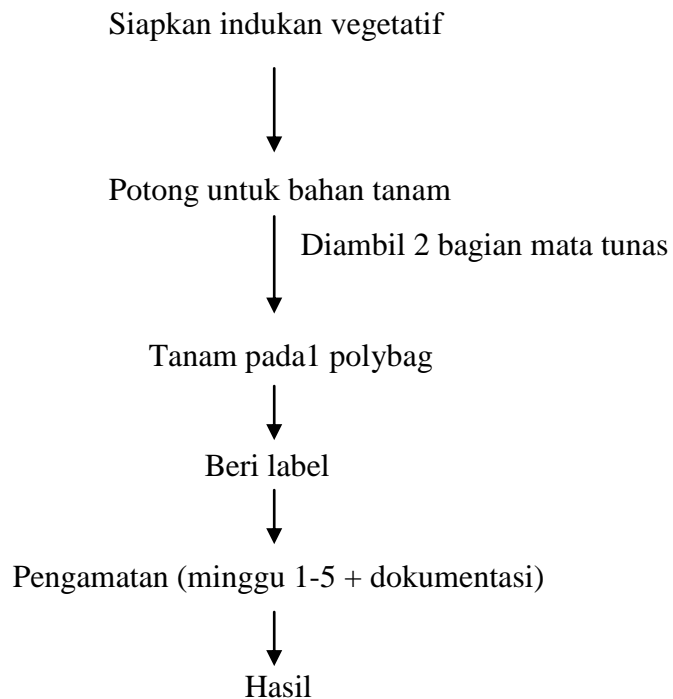 Siapkan indukan vegetatif
Potong untuk bahan tanam
Diambil 2 bagian mata tunas
Tanam pada1 polybag
Beri label
Pengamatan (minggu 1-5 + dokumentasi)
Hasil